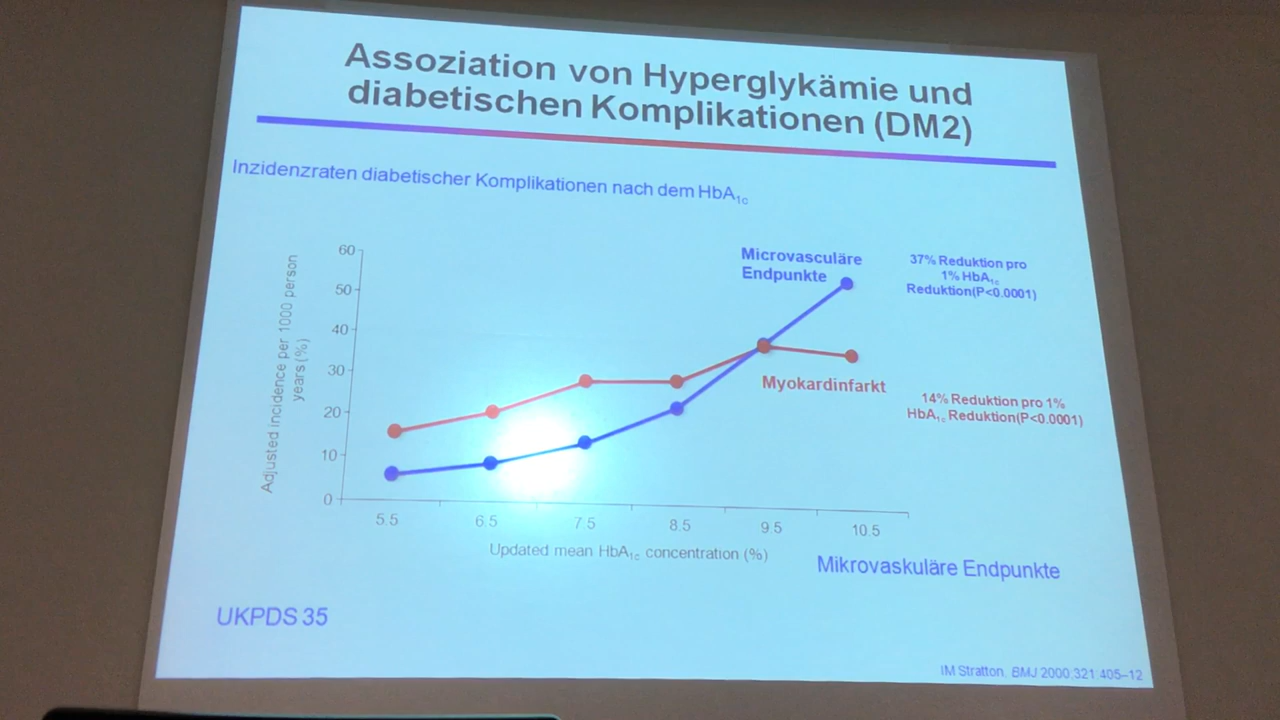 Assoziation von Hyperglykämie und
diabetischen Komplikationen (DM2)
Inzidenzraten diabetischer Komplikationen nach dem HbA1c
Adjusted incidence per 1000 person
years (%)
60
50
40
30
20
10
0
Microvasculäre
Endpunkte
37% Reduktion pro
1% HbA1c
Reduktion(P<0.0001)
Myokardinfarkt
14% Reduktion pro 1%
HbA1c Reduktion(P<0.0001)
5.5 6.5 7.5 8.5 9.5 10.5
Updated mean HbA1c concentration (%)
Mikrovaskuläre Endpunkte
UKPDS 35
IM Stratton. BMJ 2000;321:405–12